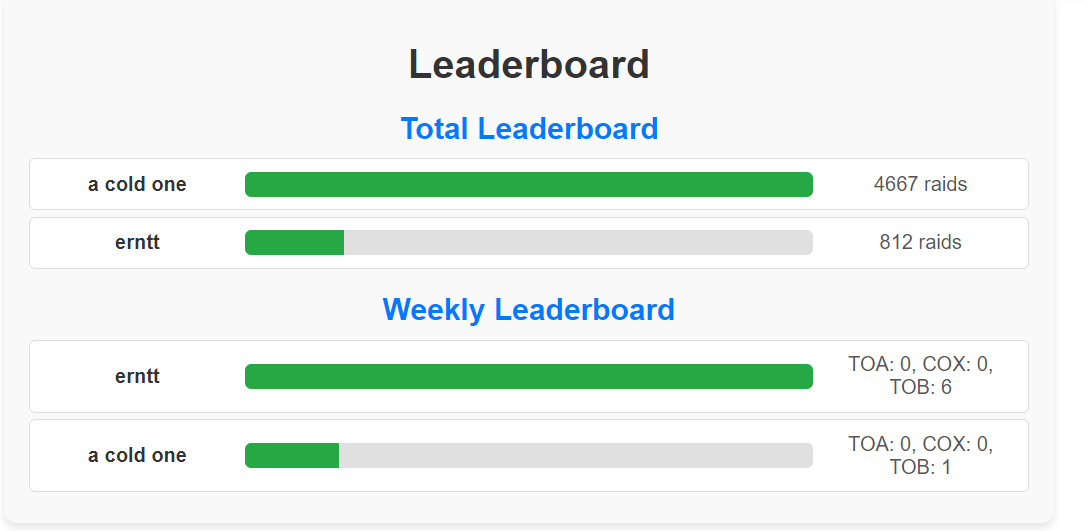 Leaderboard
Total Leaderboard
a cold one 4667 raids
erntt 812 raids
Weekly Leaderboard
erntt TOA: 0, COX: 0,
TOB: 6
a cold one TOA: 0, COX: 0,
TOB: 1